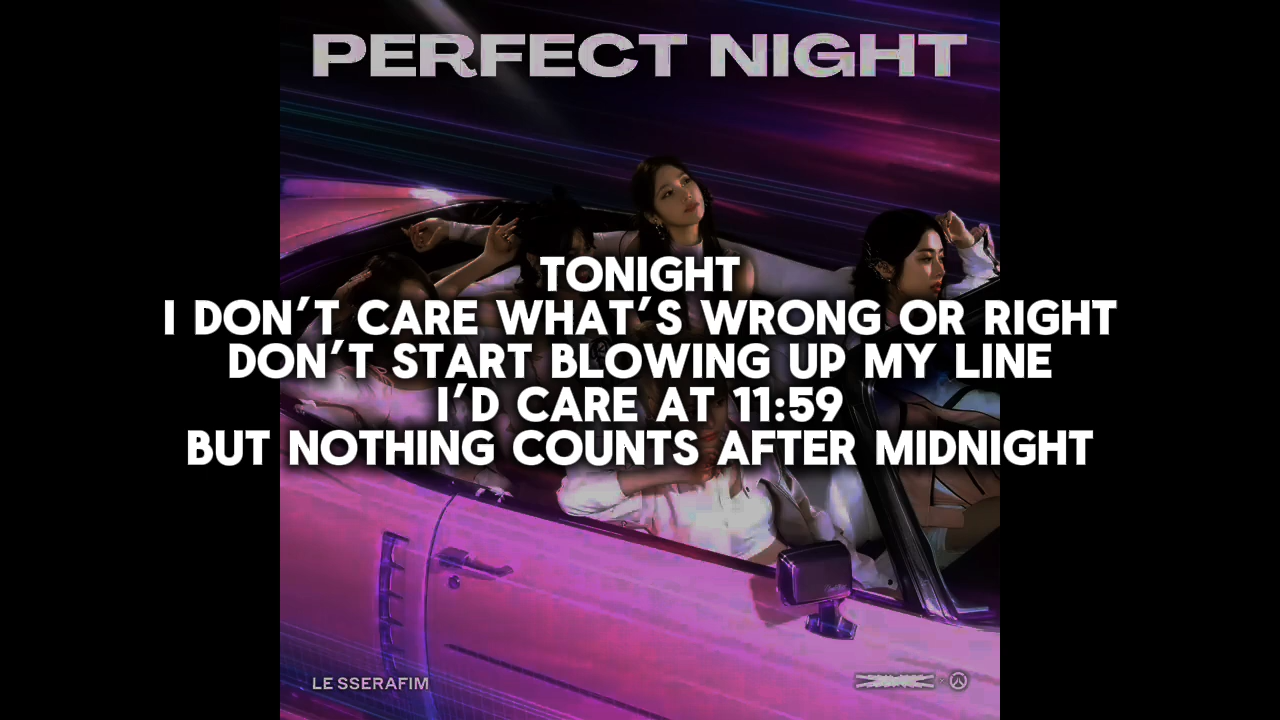 PERFECT NIGHT
TONIGHT
I DON'T CARE WHAT'S WRONG OR RIGHT
DON'T START BLOWING UP MY LINE
I'D CARE AT 11:59
BUT NOTHING COUNTS AFTER MIDNIGHT
LE SSERAFIM